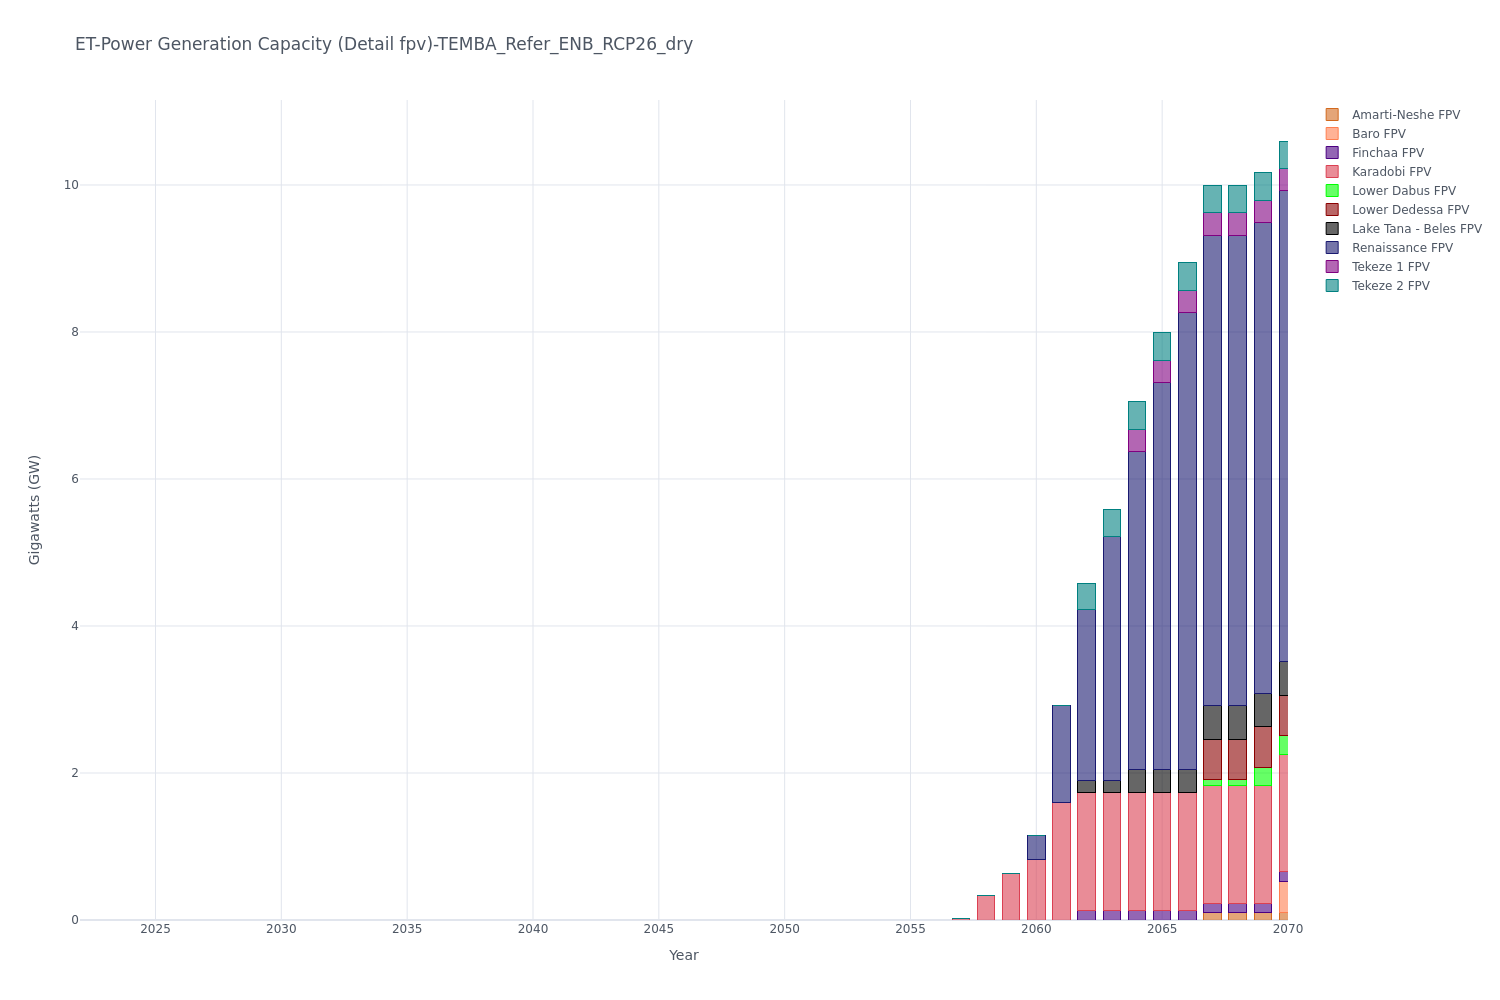 ET-Power Generation Capacity (Detail fpv)-TEMBA_Refer_ENB_RCP26_dry
Amarti-Neshe FPV
Baro FPV
Finchaa FPV
Karadobi FPV
Lower Dabus FPV
Lower Dedessa FPV
Lake Tana - Beles FPV
Renaissance FPV
Tekeze 1 FPV
Tekeze 2 FPV
Gigawatts (GW)
10
8
6
4
2
0
2025 2030 2035 2040 2045 2050 2055 2060 2065 2070
Year